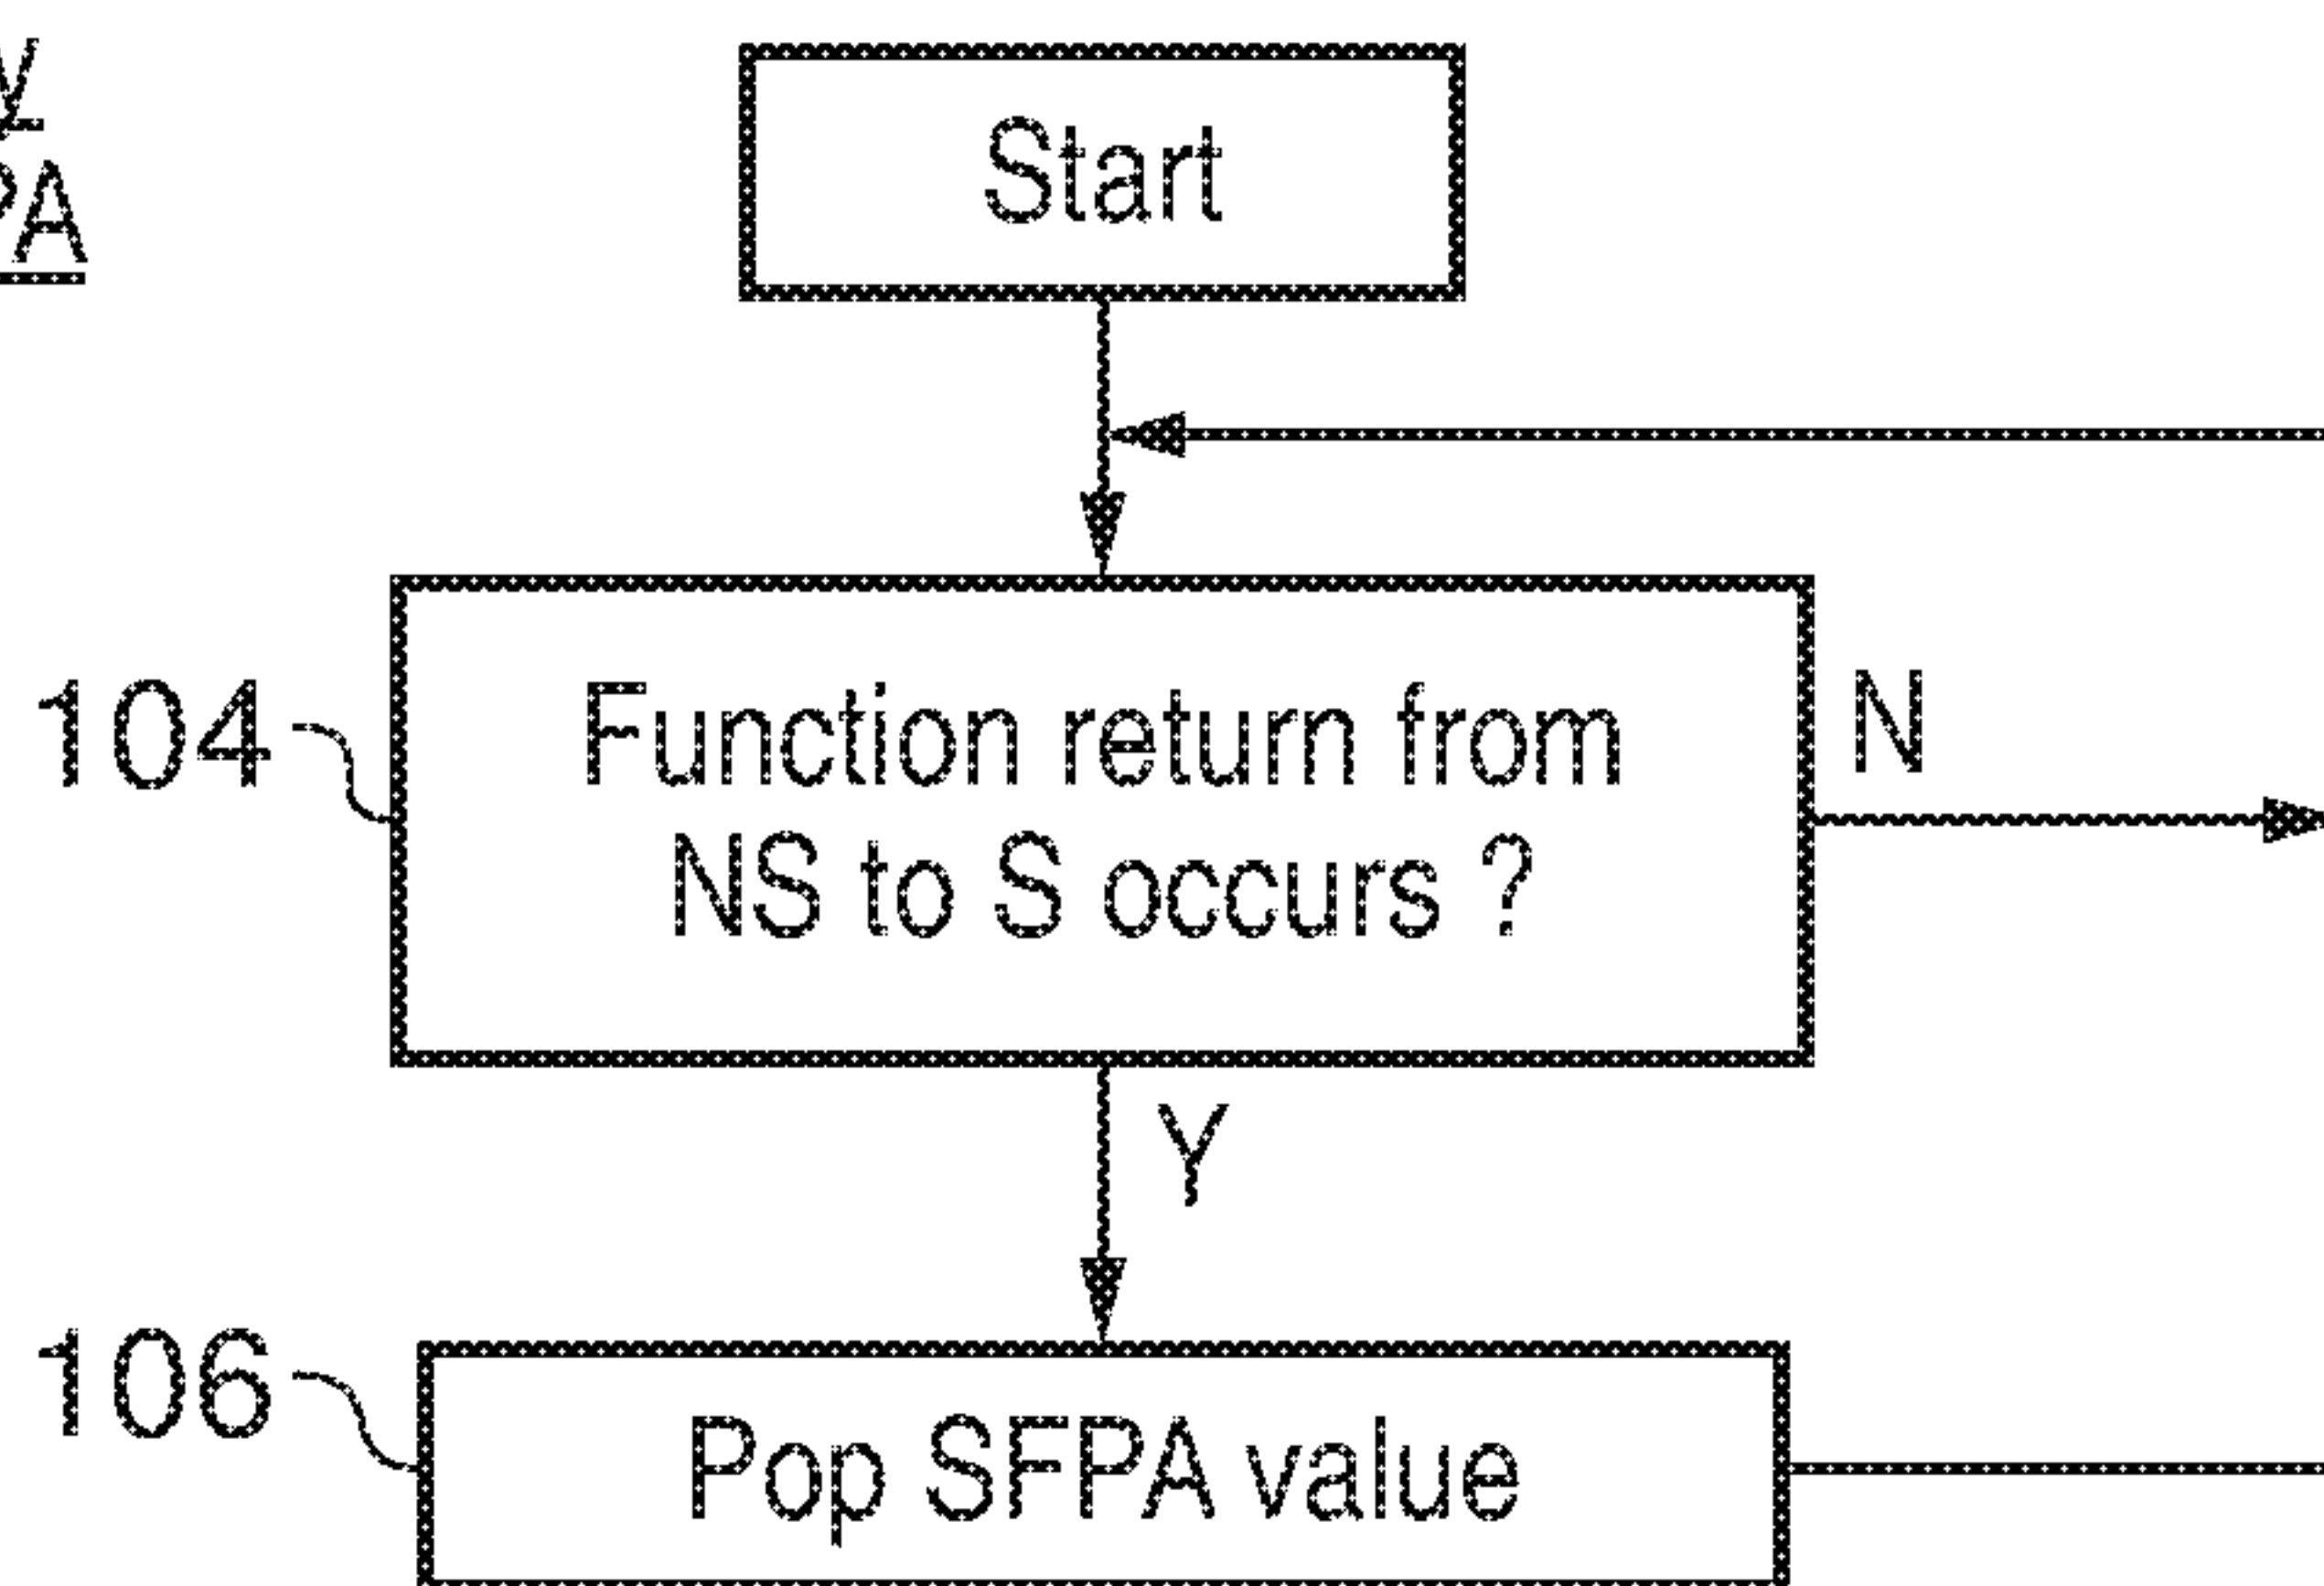 Start
104
Function return from
NS to S occurs ?
N
Y
106
Pop SFPA value